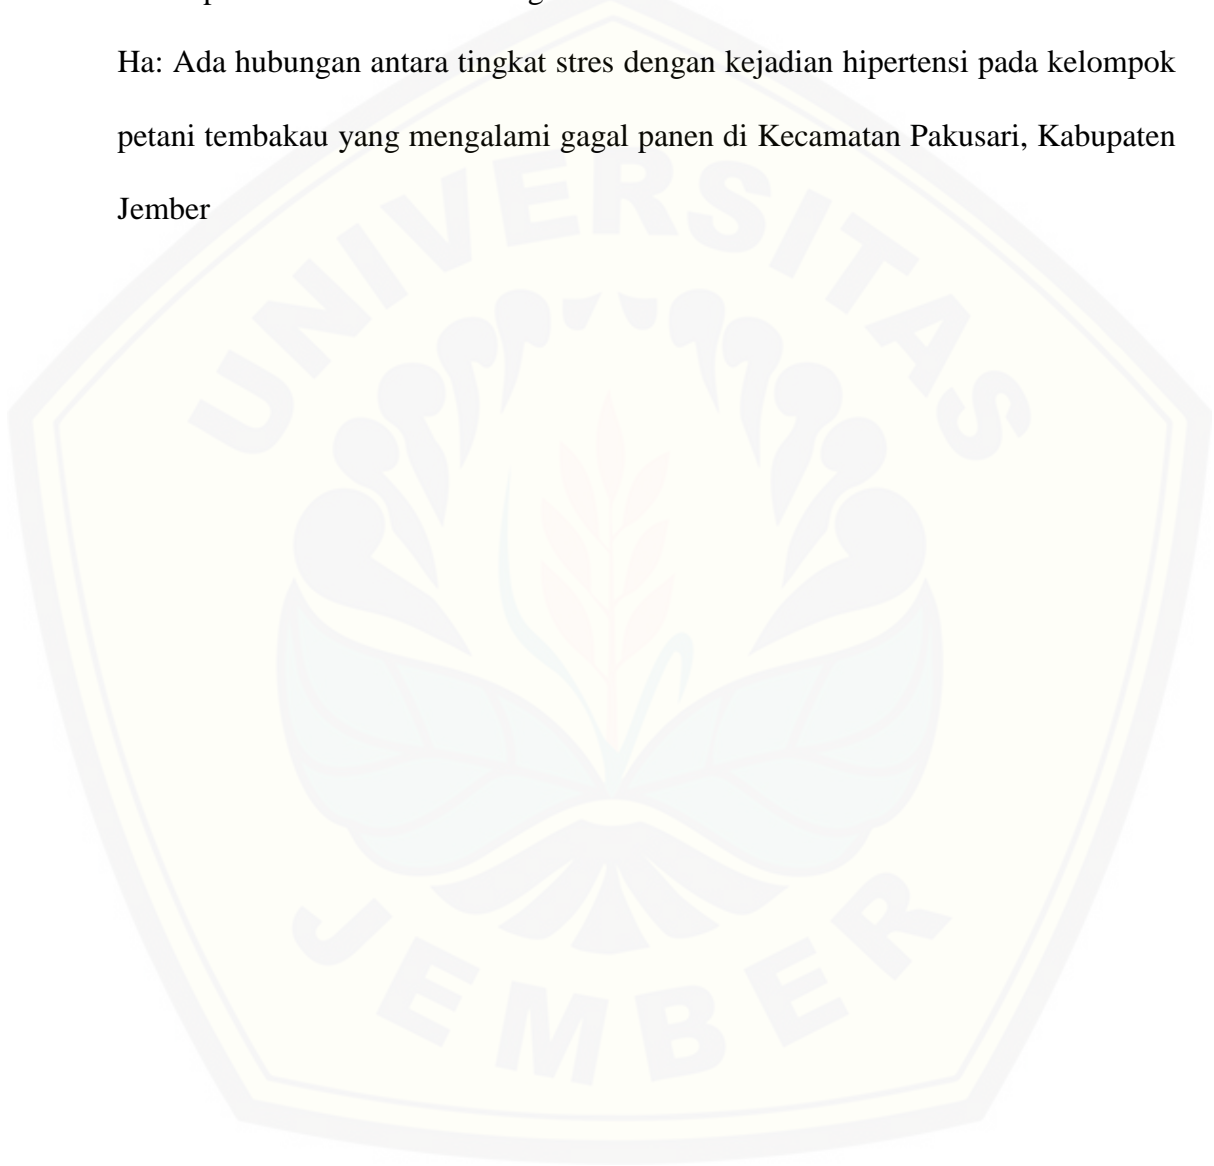 Ha: Ada hubungan antara tingkat stres dengan kejadian hipertensi pada kelompok
petani tembakau yang mengalami gagal panen di Kecamatan Pakusari, Kabupaten
Jember
UNIVERSITAS
JEMBER